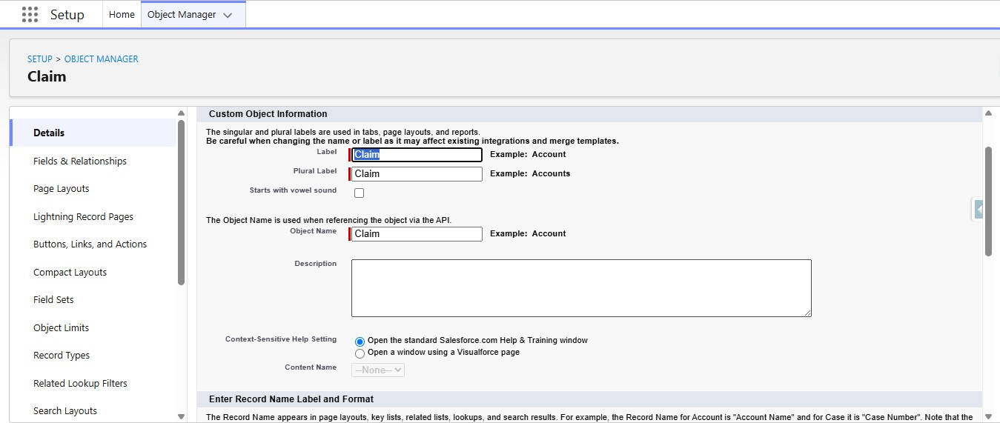 Setup
Home
Object Manager
SETUP > OBJECT MANAGER
Claim
Details
Fields & Relationships
Page Layouts
Lightning Record Pages
Buttons, Links, and Actions
Compact Layouts
Field Sets
Object Limits
Record Types
Related Lookup Filters
Search Layouts
Custom Object Information
The singular and plural labels are used in tabs, page layouts, and reports.
Be careful when changing the name or label as it may affect existing integrations and merge templates.
Label Claim Example: Account
Plural Label Claim Example: Accounts
Starts with vowel sound
The Object Name is used when referencing the object via the API.
Object Name Claim Example: Account
Description
Context-Sensitive Help Setting Open the standard Salesforce.com Help & Training window
Open a window using a Visualforce page
Content Name --None--
Enter Record Name Label and Format
The Record Name appears in page layouts, key lists, related lists, lookups, and search results. For example, the Record Name for Account is "Account Name" and for Case it is "Case Number". Note that the